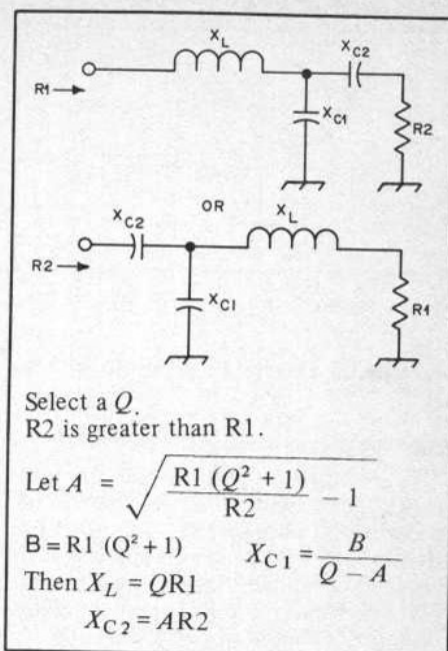 X_L
X_C2
R1
X_C1
R2
OR
X_C2
X_L
R2
X_C1
R1
Select a Q.
R2 is greater than R1.
Let A = √(R1 (Q² + 1) / R2 − 1)
B = R1 (Q² + 1)
X_C1 = B / (Q − A)
Then X_L = QR1
X_C2 = AR2